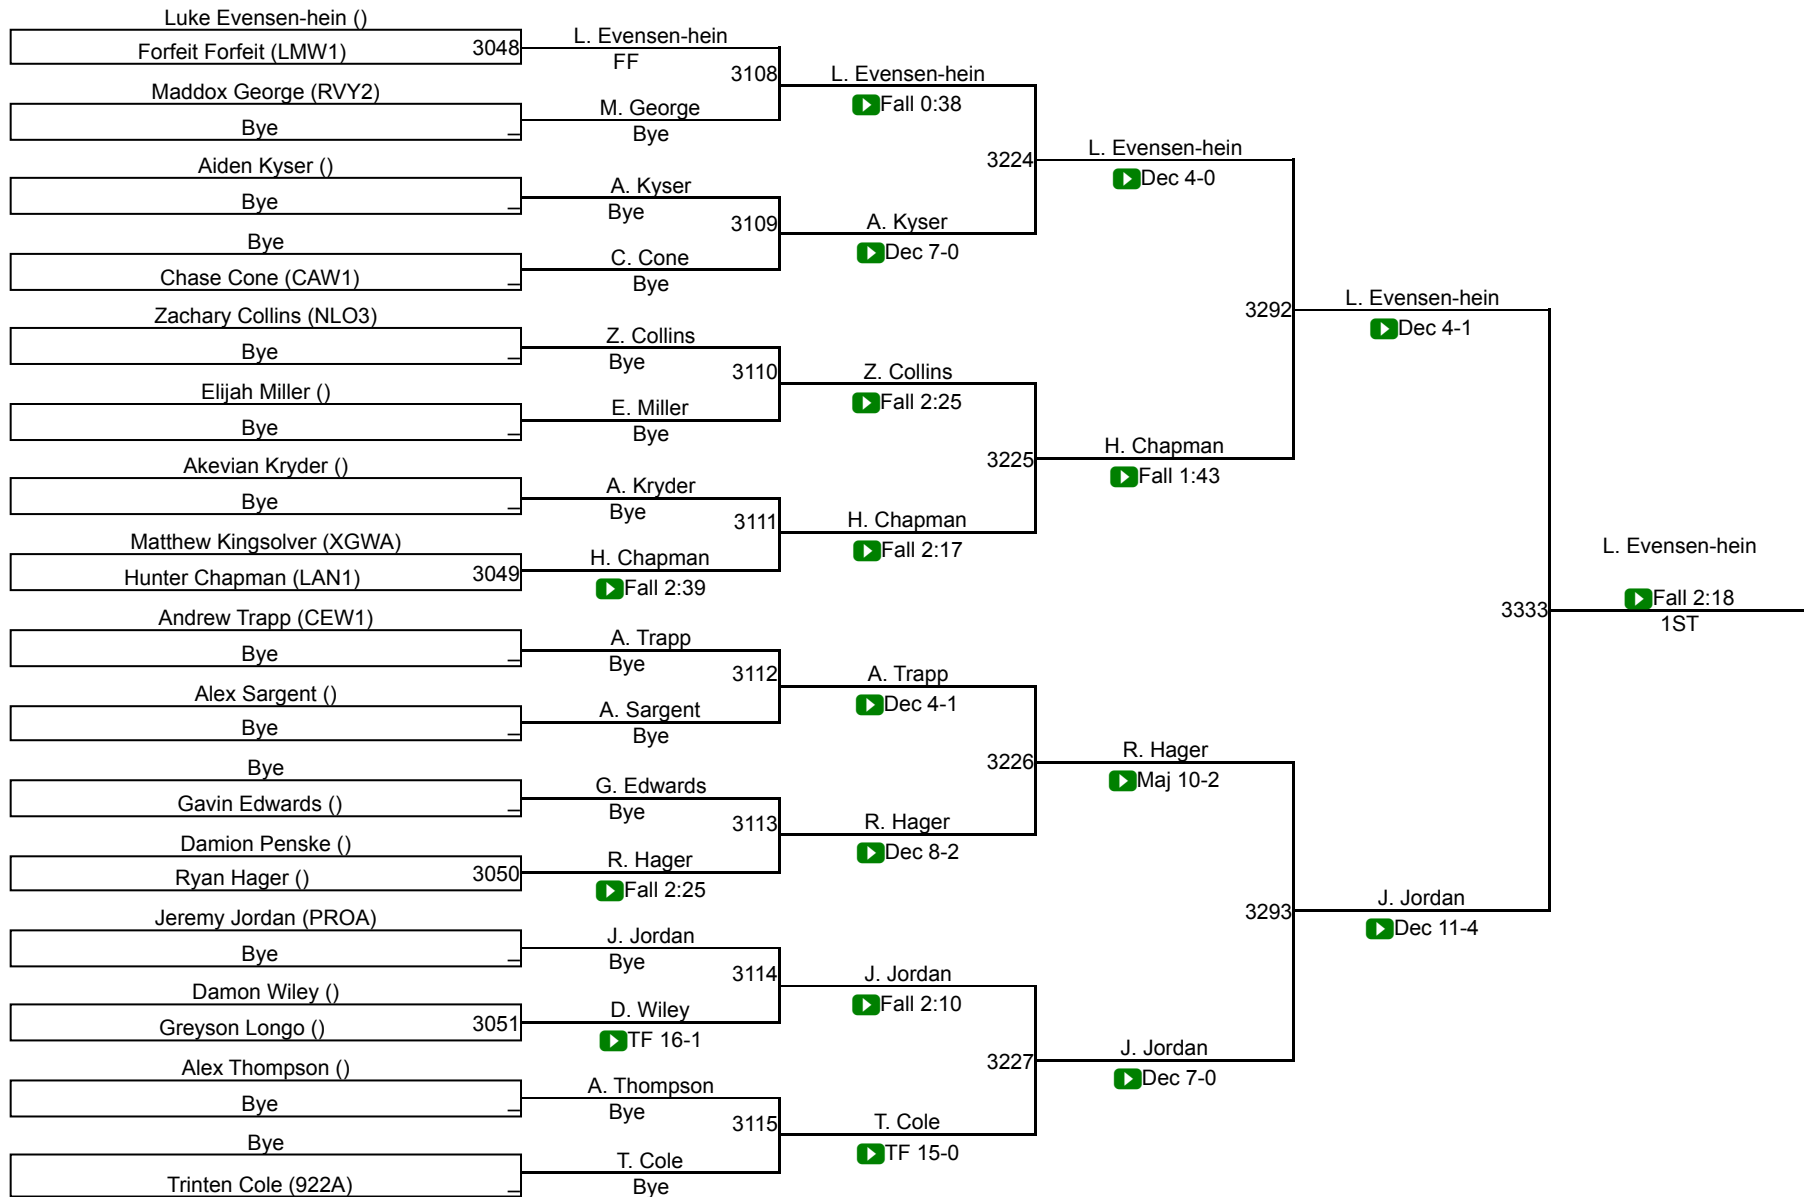 Luke Evensen-hein ()
Forfeit Forfeit (LMW1) 3048
Maddox George (RVY2)
Bye _
Aiden Kyser ()
Bye _
Bye
Chase Cone (CAW1) _
Zachary Collins (NLO3)
Bye _
Elijah Miller ()
Bye _
Akevian Kryder ()
Bye _
Matthew Kingsolver (XGWA)
Hunter Chapman (LAN1) 3049
Andrew Trapp (CEW1)
Bye _
Alex Sargent ()
Bye _
Bye
Gavin Edwards () _
Damion Penske ()
Ryan Hager () 3050
Jeremy Jordan (PROA)
Bye _
Damon Wiley ()
Greyson Longo () 3051
Alex Thompson ()
Bye _
Bye
Trinten Cole (922A) _
L. Evensen-hein
FF
3108
M. George
Bye
A. Kyser
Bye
3109
C. Cone
Bye
Z. Collins
Bye
3110
E. Miller
Bye
A. Kryder
Bye
3111
H. Chapman
Fall 2:39
A. Trapp
Bye
3112
A. Sargent
Bye
G. Edwards
Bye
3113
R. Hager
Fall 2:25
J. Jordan
Bye
3114
D. Wiley
TF 16-1
A. Thompson
Bye
3115
T. Cole
Bye
L. Evensen-hein
Fall 0:38
3224
A. Kyser
Dec 7-0
Z. Collins
Fall 2:25
3225
H. Chapman
Fall 2:17
A. Trapp
Dec 4-1
3226
R. Hager
Dec 8-2
J. Jordan
Fall 2:10
3227
T. Cole
TF 15-0
L. Evensen-hein
Dec 4-0
3292
H. Chapman
Fall 1:43
R. Hager
Maj 10-2
3293
J. Jordan
Dec 7-0
L. Evensen-hein
Dec 4-1
3333
J. Jordan
Dec 11-4
L. Evensen-hein
Fall 2:18
1ST